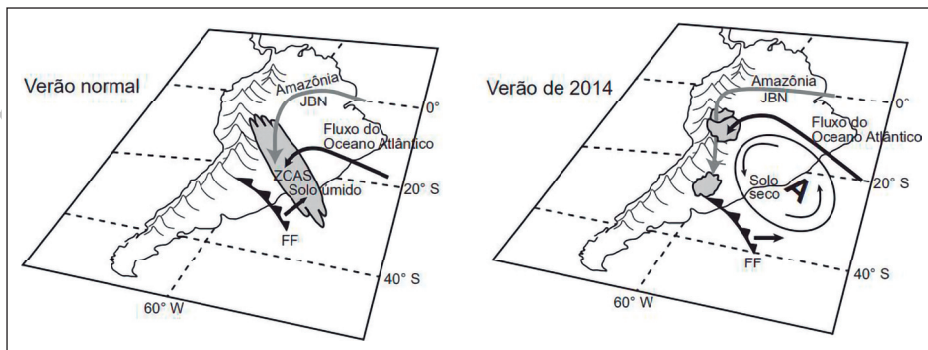 Verão normal
Amazônia
JDN
0°
Fluxo do
Oceano Atlântico
ZCAS
Solo úmido
20° S
FF
40° S
60° W
Verão de 2014
Amazônia
JBN
0°
Fluxo do
Oceano Atlântico
Solo
seco
A
20° S
FF
40° S
60° W